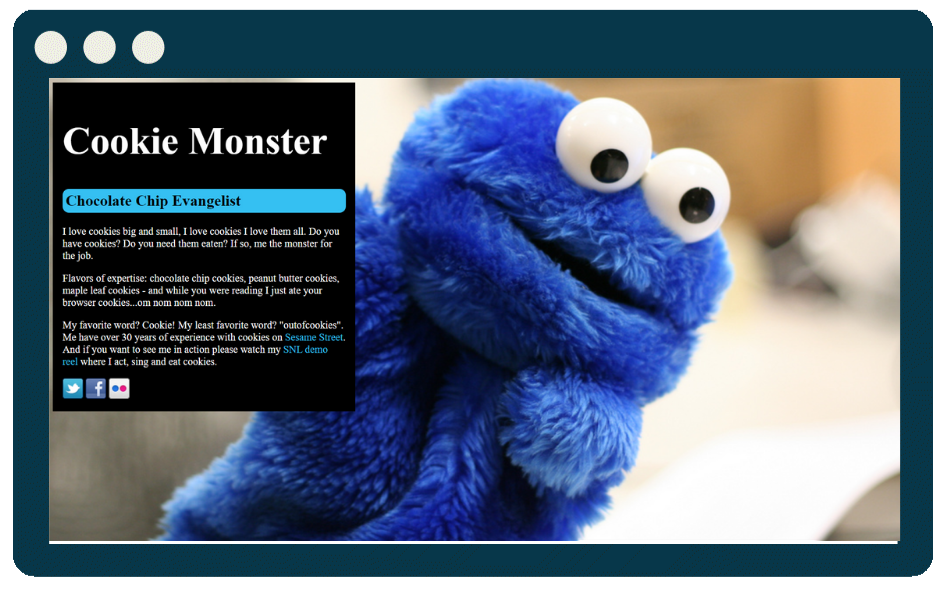 Cookie Monster
Chocolate Chip Evangelist
I love cookies big and small, I love cookies I love them all. Do you
have cookies? Do you need them eaten? If so, me the monster for
the job.
Flavors of expertise: chocolate chip cookies, peanut butter cookies,
maple leaf cookies - and while you were reading I just ate your
browser cookies...om nom nom nom.
My favorite word? Cookie! My least favorite word? "outofcookies".
Me have over 30 years of experience with cookies on Sesame Street.
And if you want to see me in action please watch my SNL demo
reel where I act, sing and eat cookies.